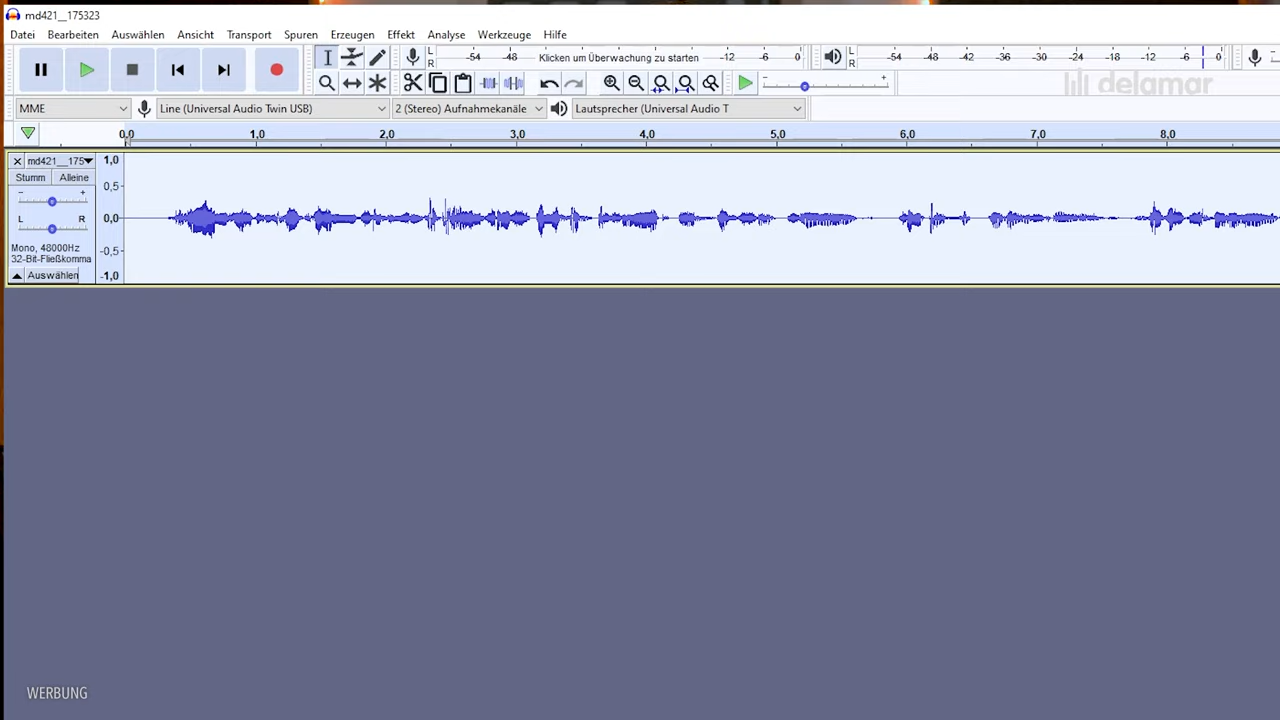 md421__175323
Datei Bearbeiten Auswählen Ansicht Transport Spuren Erzeugen Effekt Analyse Werkzeuge Hilfe
L R -54 -48 Klicken um Überwachung zu starten -12 -6 0 L R -54 -48 -42 -36 -30 -24 -18 -12 -6 0
delamar
MME Line (Universal Audio Twin USB) 2 (Stereo) Aufnahmekanäle Lautsprecher (Universal Audio T
0,0 1,0 2,0 3,0 4,0 5,0 6,0 7,0 8,0
md421__175 1,0
Stumm Alleine 0,5
- +
L R 0,0
Mono, 48000Hz -0,5
32-Bit-Fließkomma
Auswählen -1,0
WERBUNG